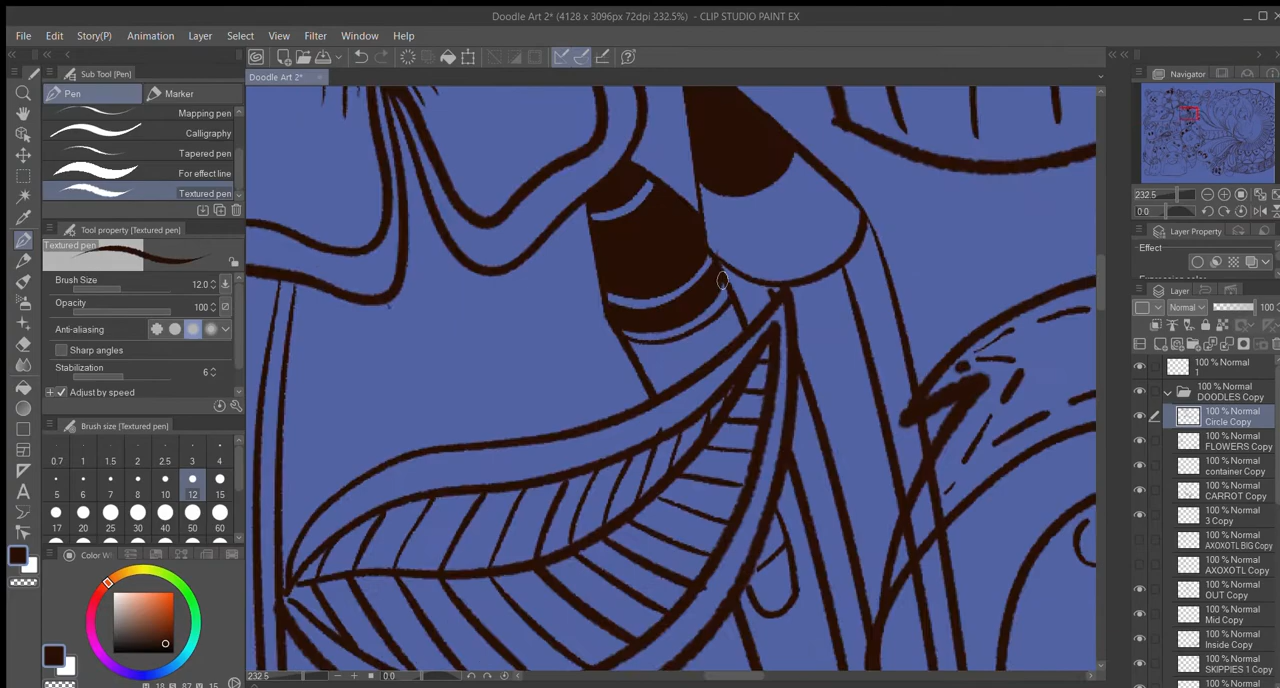 Doodle Art 2* (4128 x 3096px 72dpi 232.5%) - CLIP STUDIO PAINT EX
File Edit Story(P) Animation Layer Select View Filter Window Help
Sub Tool [Pen]
Doodle Art 2*
Navigator
Pen Marker
Mapping pen
Calligraphy
Tapered pen
For effect line
Textured pen
232.5
0.0
Tool property [Textured pen]
Layer Property
Textured pen
Effect
Brush Size 12.0
Opacity 100
Anti-aliasing
Sharp angles
Stabilization 6
Adjust by speed
Layer
Normal 100
Brush size [Textured pen]
0.7 1 1.5 2 2.5 3 4
5 6 7 8 10 12 15
17 20 25 30 40 50 60
100 % Normal
1
100 % Normal
DOODLES Copy
100 % Normal
Circle Copy
100 % Normal
FLOWERS Copy
100 % Normal
container Copy
100 % Normal
CARROT Copy
100 % Normal
3 Copy
100 % Normal
AXOXOTL BIG Copy
100 % Normal
AXOXOTL Copy
100 % Normal
OUT Copy
100 % Normal
Mid Copy
100 % Normal
Inside Copy
100 % Normal
SKIPPIES 1 Copy
100 % Normal
Color W
232.5
0.0